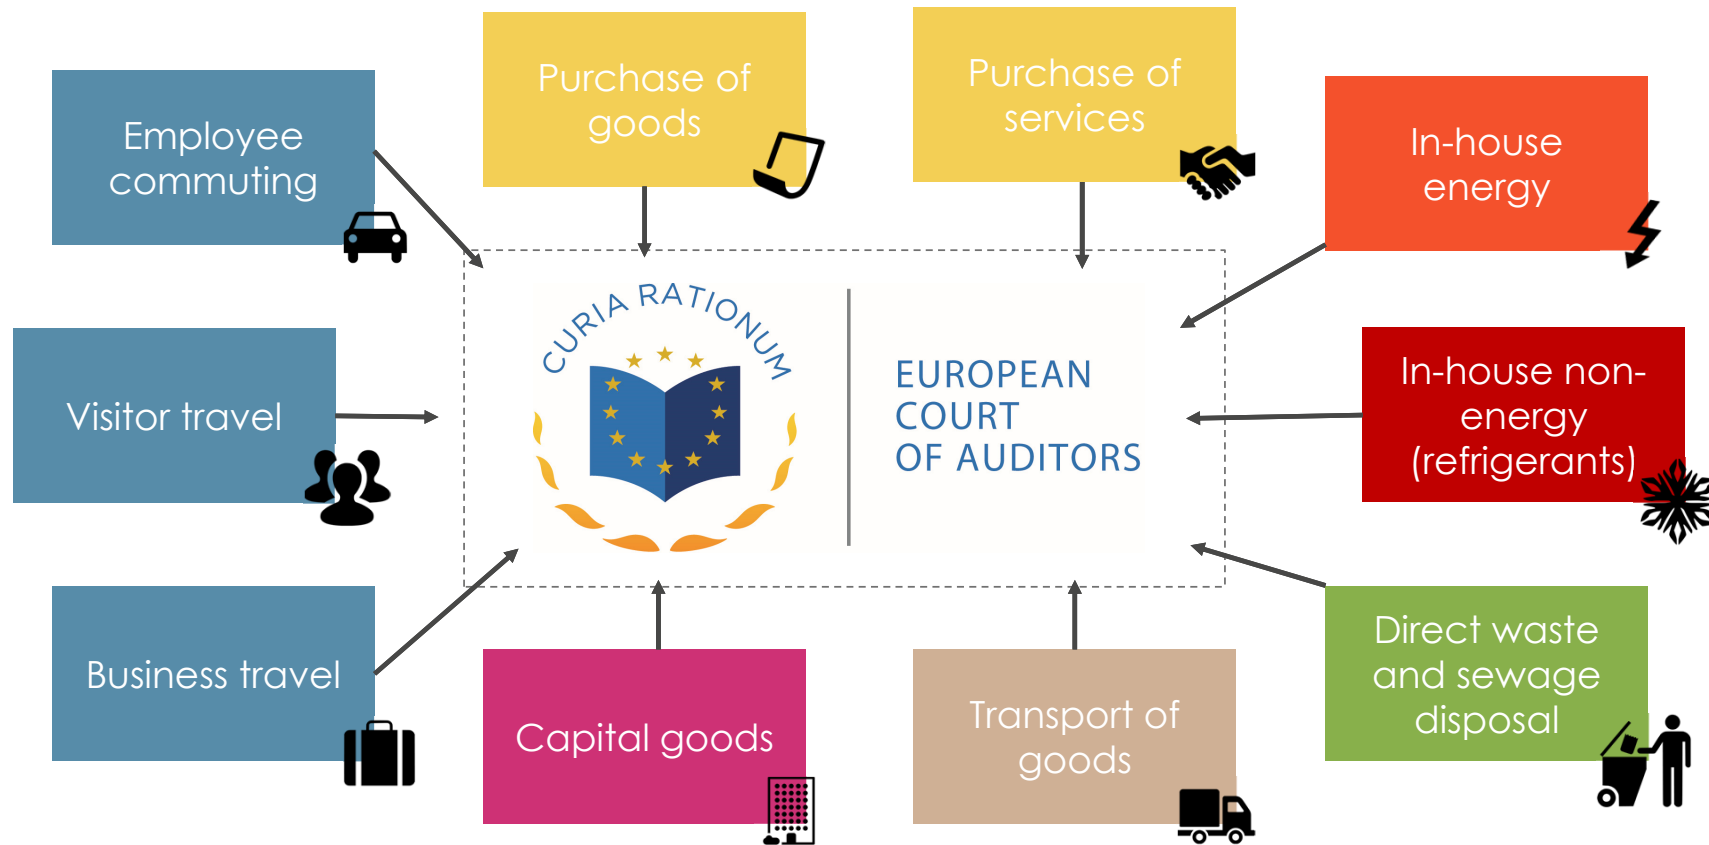 Purchase of
goods
Purchase of
services
Employee
commuting
In-house
energy
CURIA RATIONUM
EUROPEAN
COURT
OF AUDITORS
Visitor travel
In-house non-
energy
(refrigerants)
Business travel
Capital goods
Transport of
goods
Direct waste
and sewage
disposal